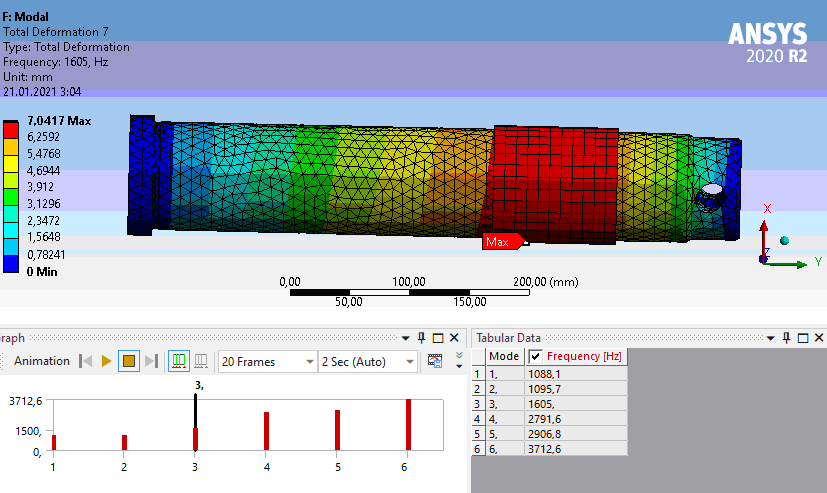 F: Modal
Total Deformation 7
Type: Total Deformation
Frequency: 1605, Hz
Unit: mm
21.01.2021 3:04
ANSYS
2020 R2
7,0417 Max
6,2592
5,4768
4,6944
3,912
3,1296
2,3472
1,5648
0,78241
0 Min
Max
X
Y
Z
0,00 100,00 200,00 (mm)
50,00 150,00
raph
Animation 20 Frames 2 Sec (Auto)
3,
3712,6
1500,
0,
1 2 3 4 5 6
Tabular Data
Mode Frequency [Hz]
1 1, 1088,1
2 2, 1095,7
3 3, 1605,
4 4, 2791,6
5 5, 2906,8
6 6, 3712,6